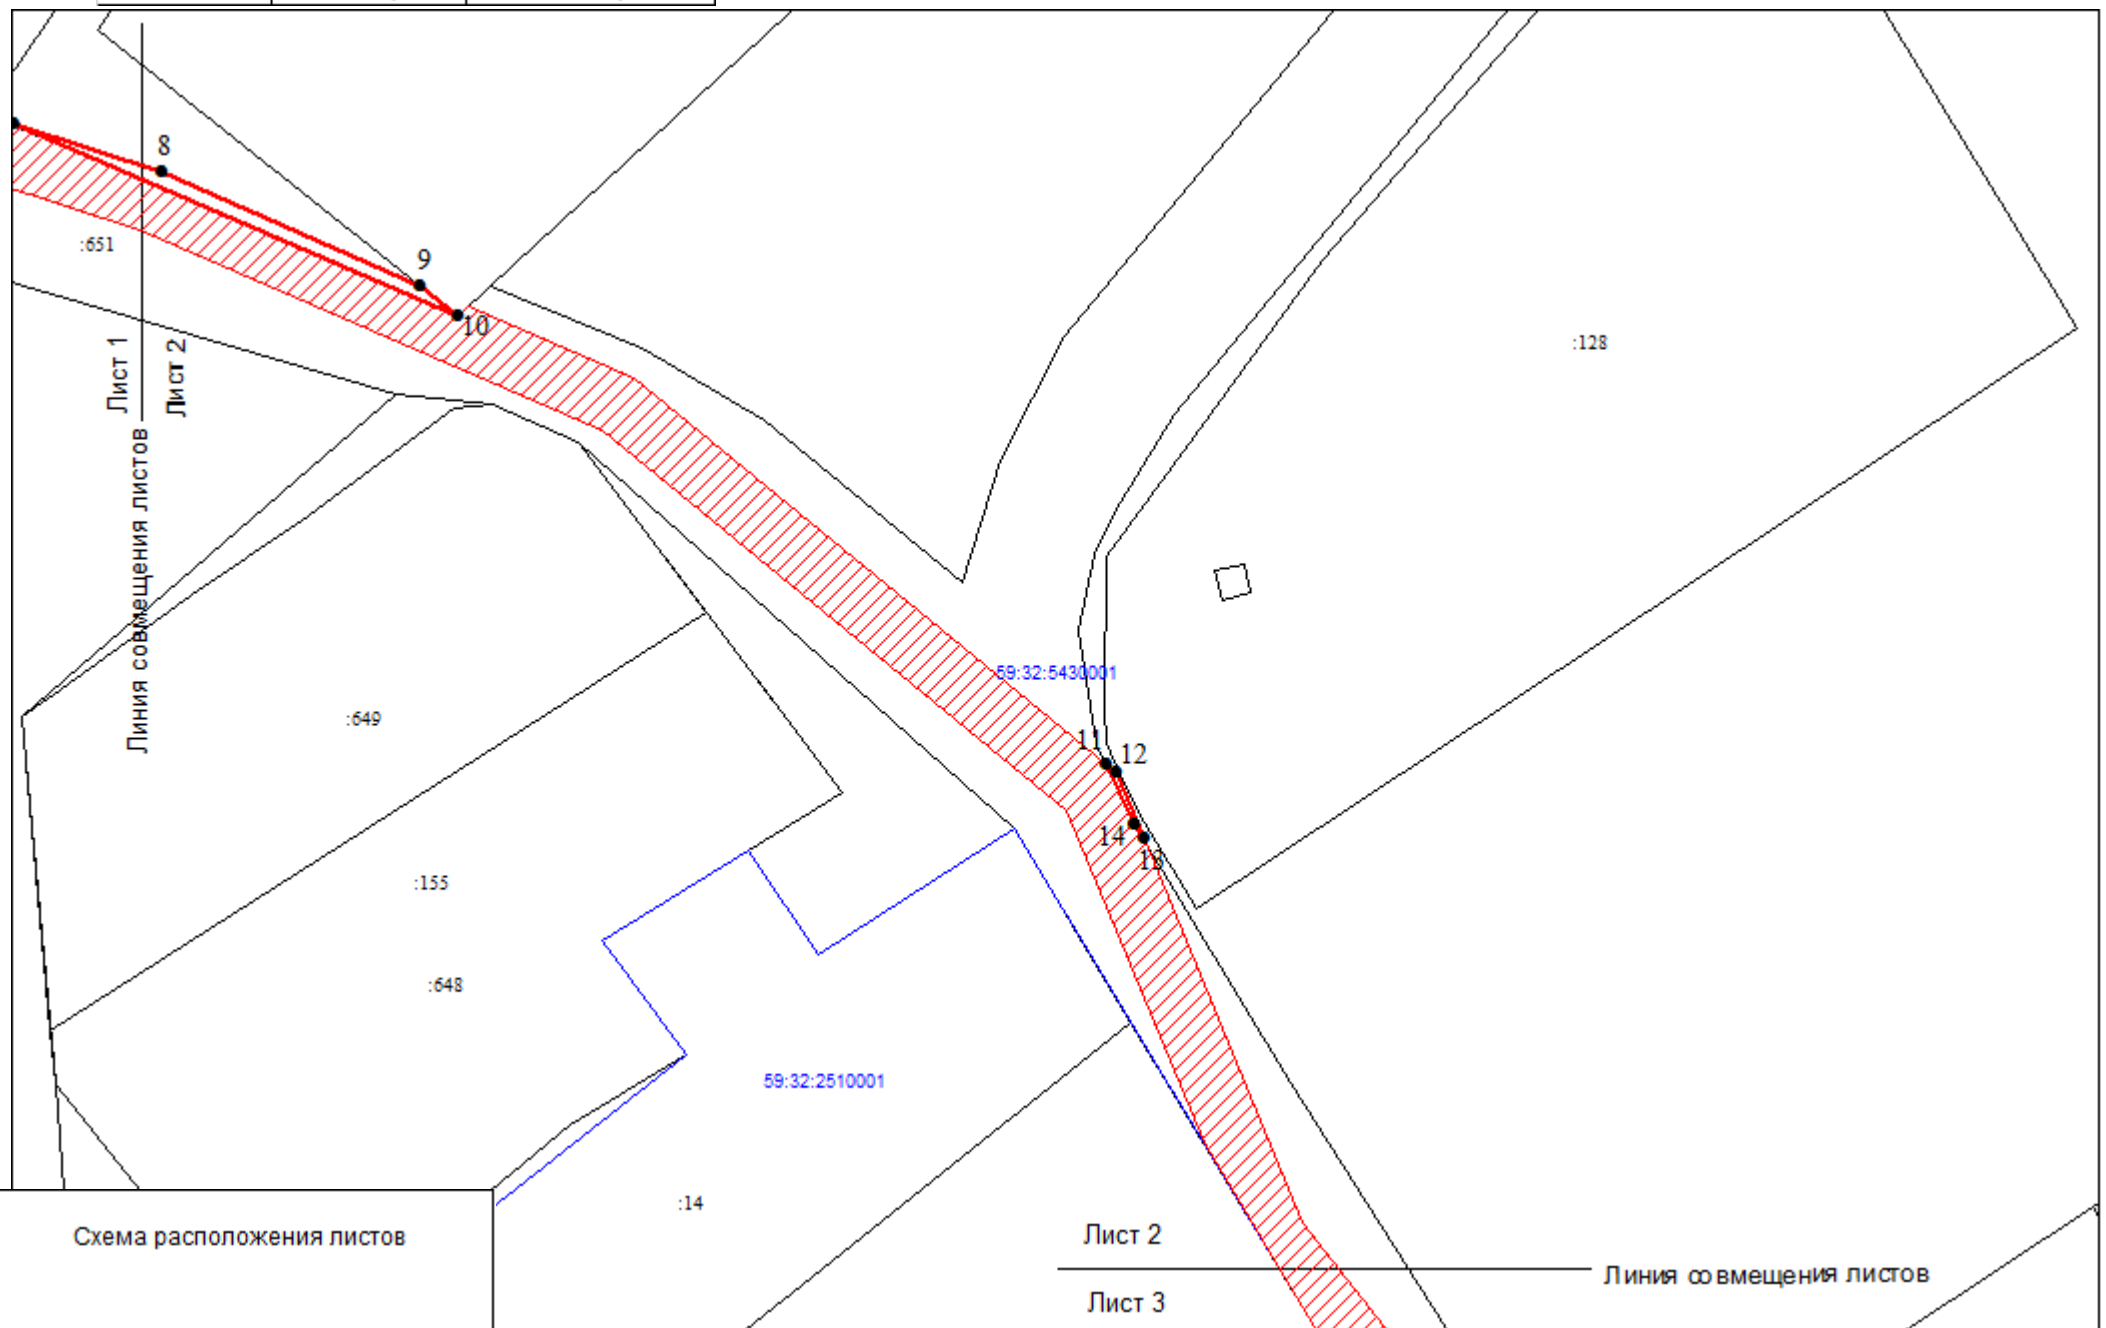 8
:651
9
10
Лист 1
Лист 2
:128
Линия совмещения листов
59:32:5430001
:649
11
12
14
13
:155
:648
59:32:2510001
:14
Схема расположения листов
Лист 2
Линия совмещения листов
Лист 3